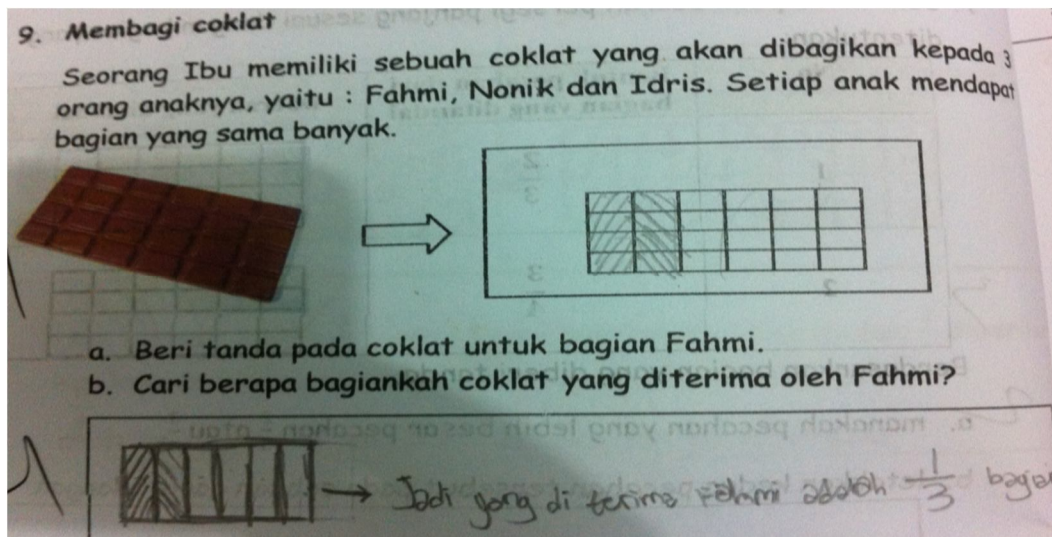 9. Membagi coklat
Seorang Ibu memiliki sebuah coklat yang akan dibagikan kepada 3
orang anaknya, yaitu : Fahmi, Nonik dan Idris. Setiap anak mendapat
bagian yang sama banyak.
a. Beri tanda pada coklat untuk bagian Fahmi.
b. Cari berapa bagiankah coklat yang diterima oleh Fahmi?
Jadi yang di terima Fahmi adalah 1/3 bagia